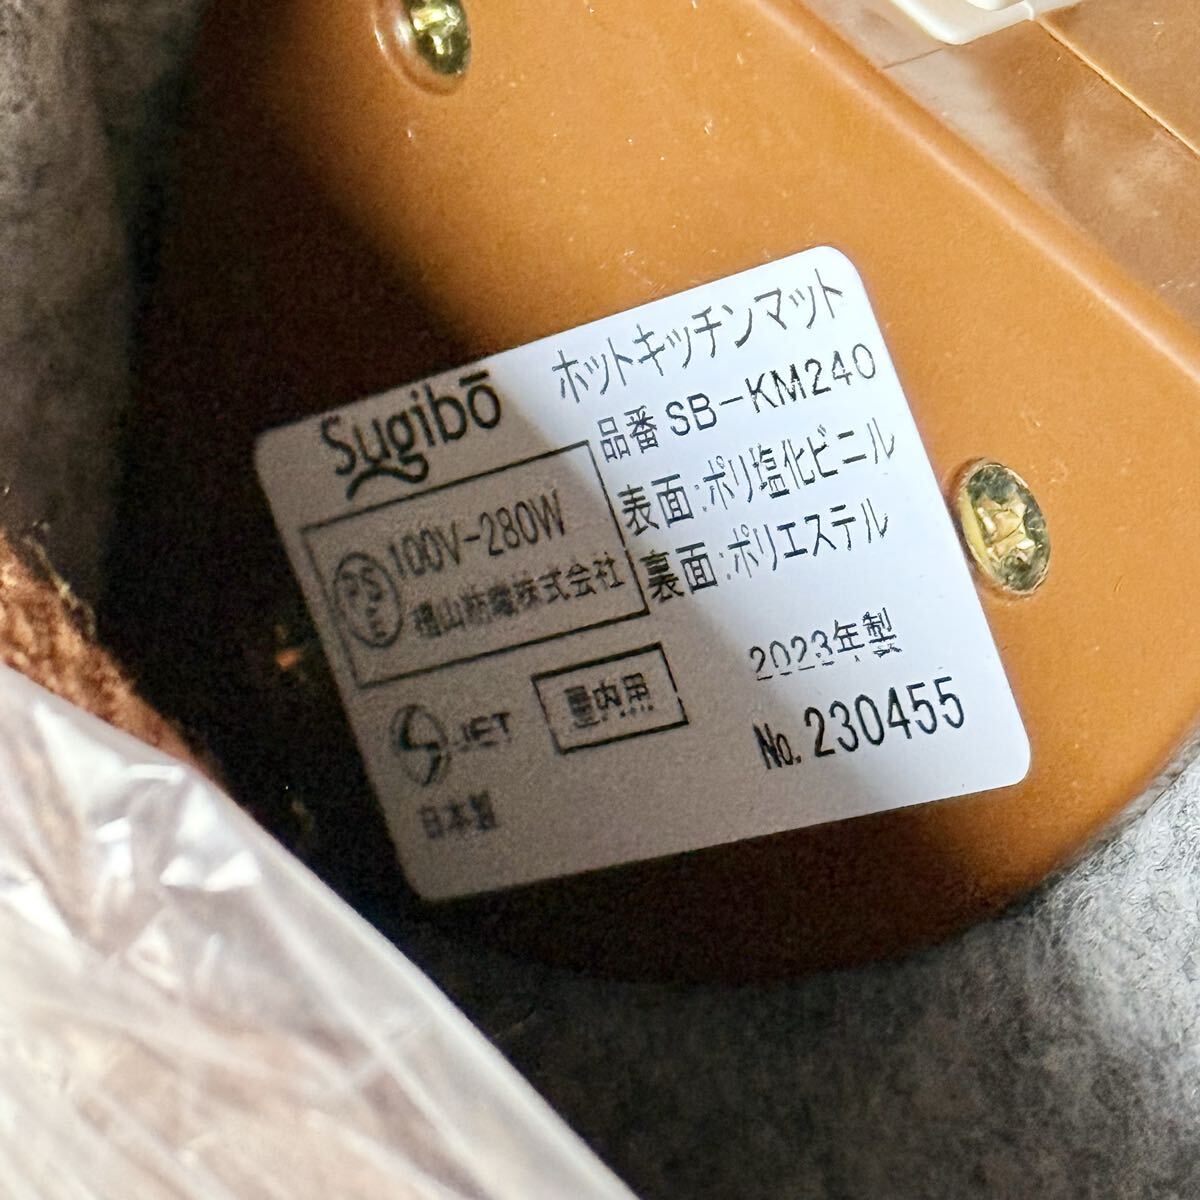 Sugibō
ホットキッチンマット
品番 SB-KM240
表面:ポリ塩化ビニル
裏面:ポリエステル
PS
E
100V-280W
椙山紡織株式会社
JET
屋内用
日本製
2023年製
No. 230455